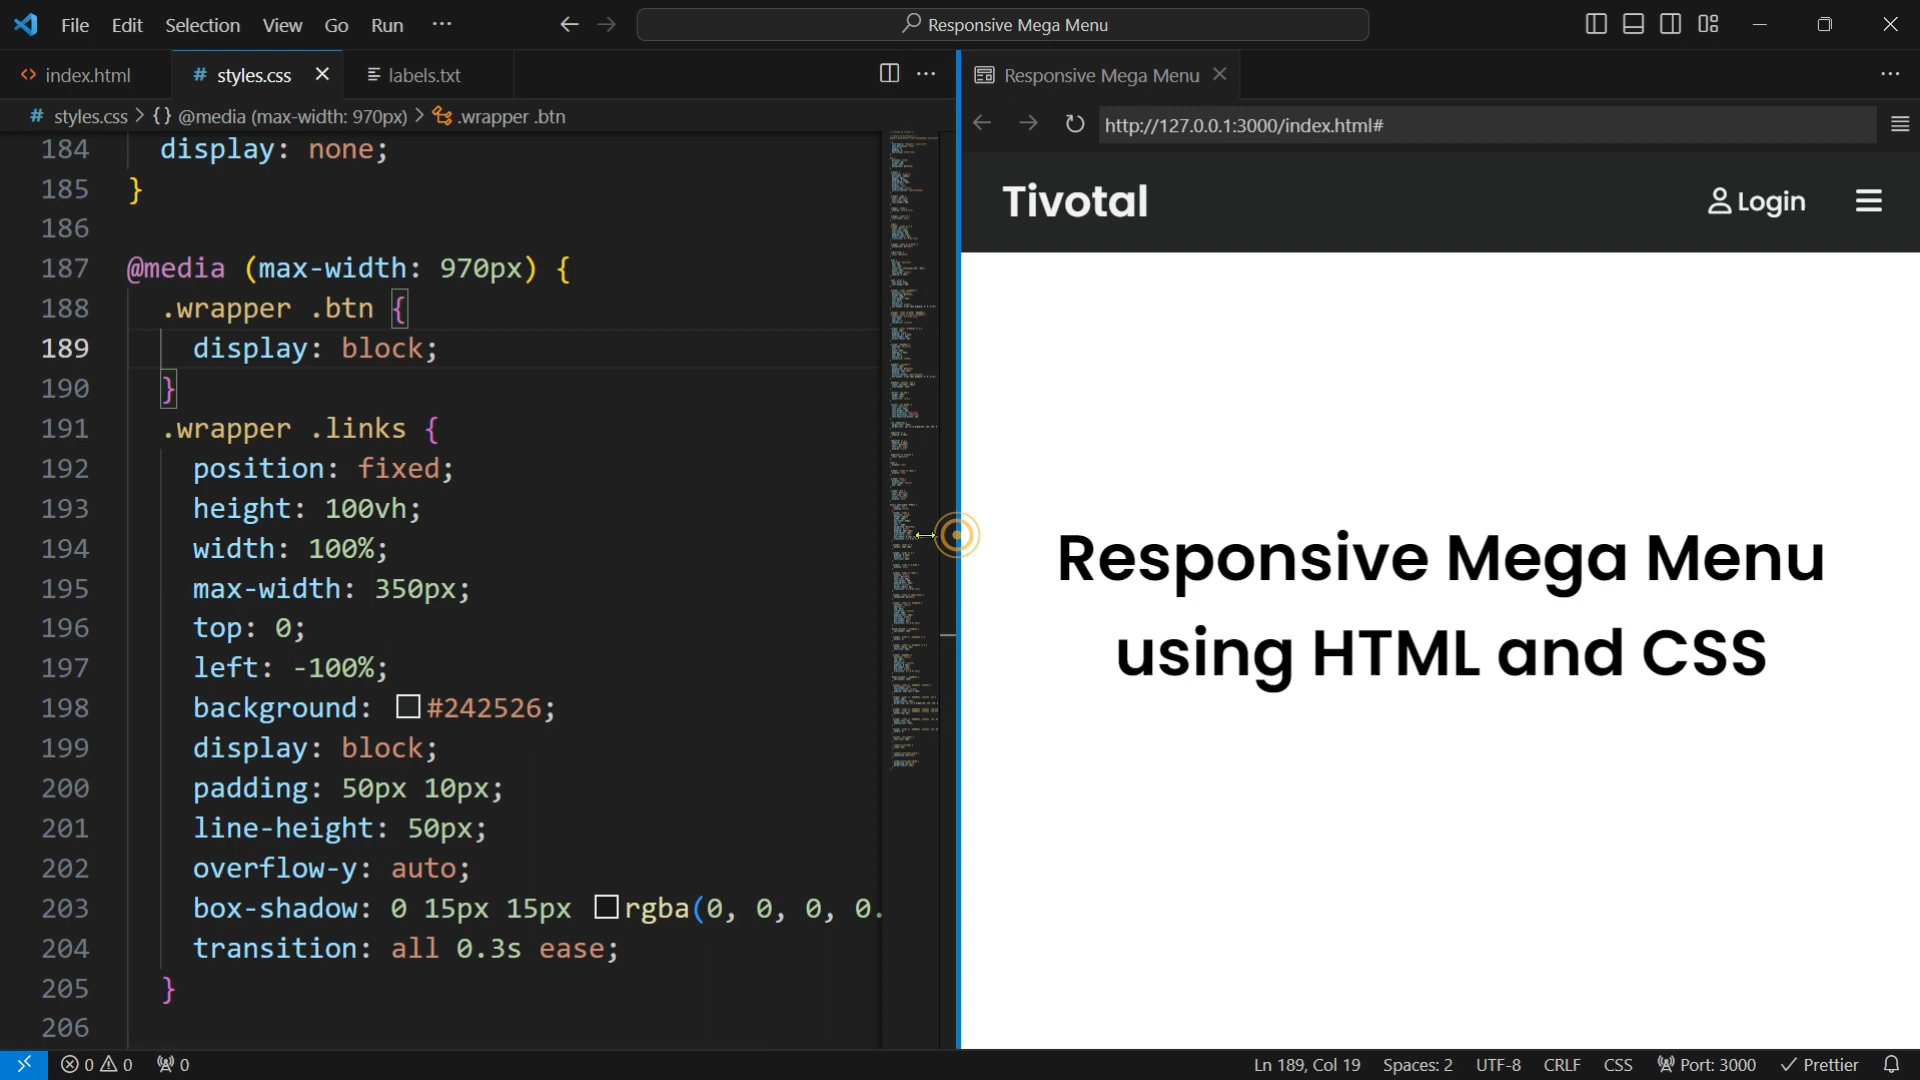 File Edit Selection View Go Run ···
Responsive Mega Menu
index.html
# styles.css
labels.txt
Responsive Mega Menu
# styles.css > {} @media (max-width: 970px) > .wrapper .btn
http://127.0.0.1:3000/index.html#
184 display: none;
185 }
186
187 @media (max-width: 970px) {
188 .wrapper .btn {
189 display: block;
190 }
191 .wrapper .links {
192 position: fixed;
193 height: 100vh;
194 width: 100%;
195 max-width: 350px;
196 top: 0;
197 left: -100%;
198 background: #242526;
199 display: block;
200 padding: 50px 10px;
201 line-height: 50px;
202 overflow-y: auto;
203 box-shadow: 0 15px 15px rgba(0, 0, 0, 0.
204 transition: all 0.3s ease;
205 }
206
Tivotal
Login
Responsive Mega Menu
using HTML and CSS
0 0 0
Ln 189, Col 19 Spaces: 2 UTF-8 CRLF CSS Port: 3000 Prettier